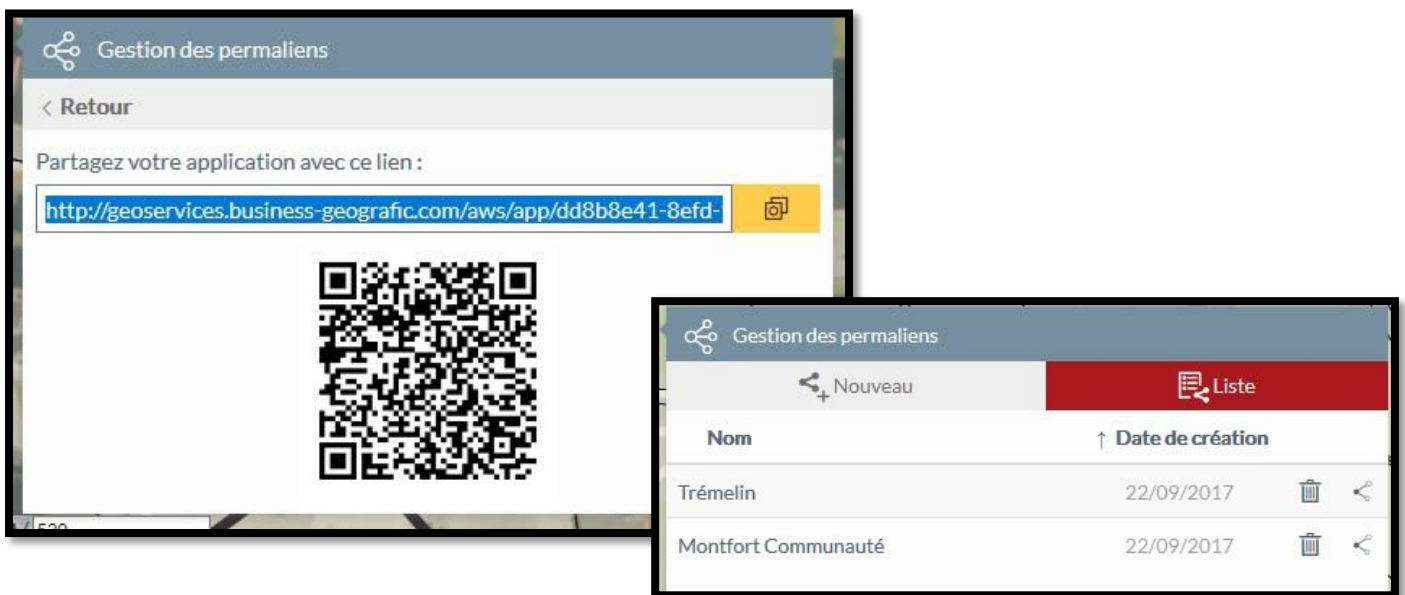 Gestion des permaliens
< Retour
Partagez votre application avec ce lien :
http://geoservices.business-geografic.com/aws/app/dd8b8e41-8efd-
Gestion des permaliens
Nouveau
Liste
Nom ↑ Date de création
Trémelin 22/09/2017
Montfort Communauté 22/09/2017